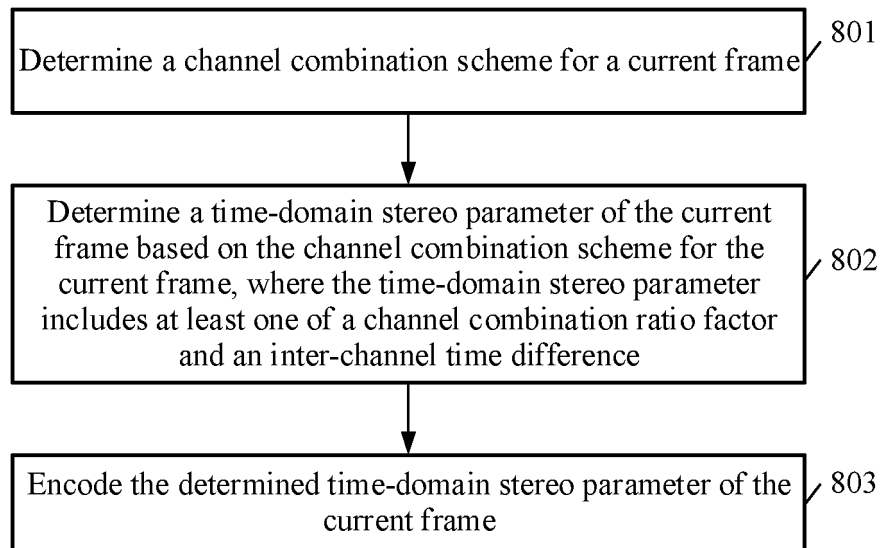 801
Determine a channel combination scheme for a current frame
Determine a time-domain stereo parameter of the current
frame based on the channel combination scheme for the
current frame, where the time-domain stereo parameter
includes at least one of a channel combination ratio factor
and an inter-channel time difference
802
Encode the determined time-domain stereo parameter of the
current frame
803